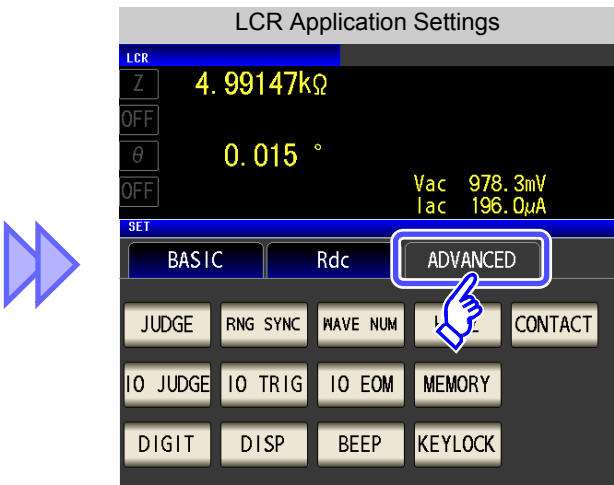 LCR Application Settings
LCR
Z 4.99147kΩ
OFF
θ 0.015 °
OFF
Vac 978.3mV
Iac 196.0μA
SET
BASIC Rdc ADVANCED
JUDGE RNG SYNC WAVE NUM CONTACT
IO JUDGE IO TRIG IO EOM MEMORY
DIGIT DISP BEEP KEYLOCK